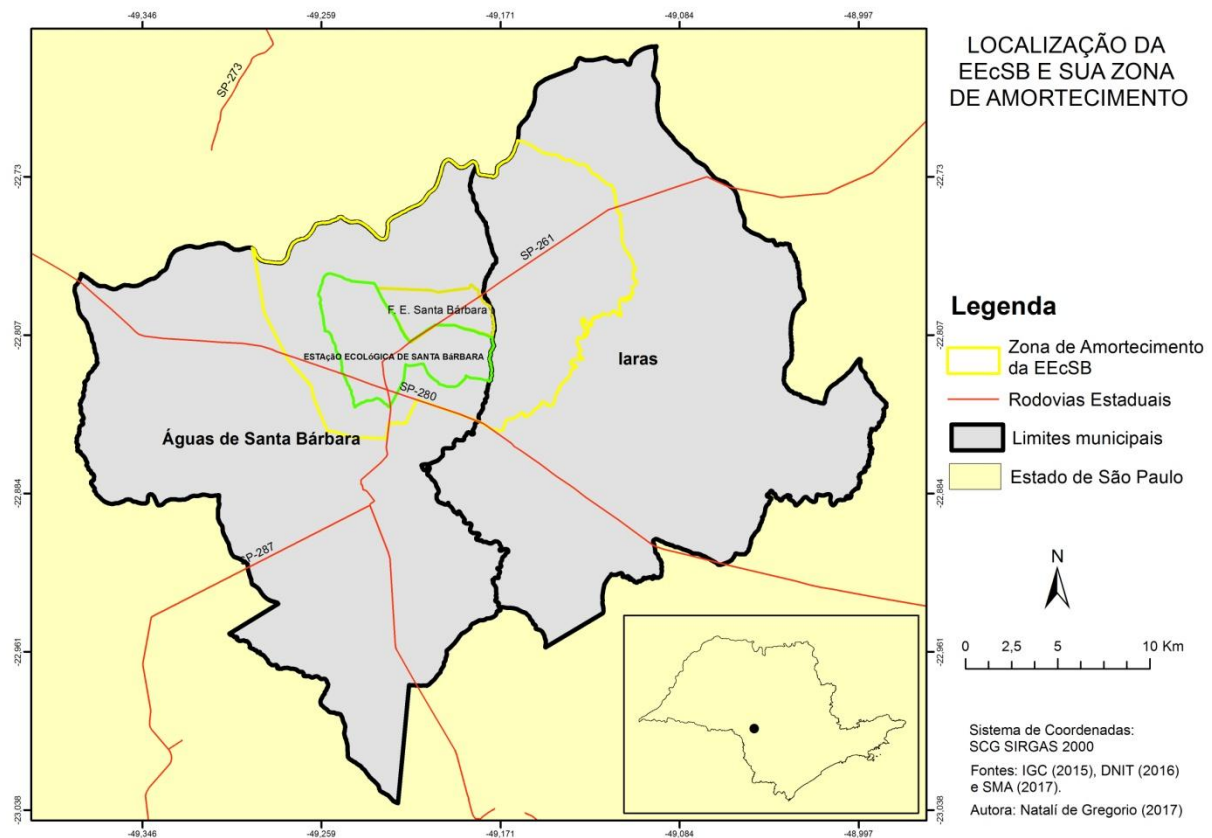 -49,346 -49,259 -49,171 -49,084 -48,997
LOCALIZAÇÃO DA
EEcSB E SUA ZONA
DE AMORTECIMENTO
SP-273
-22,73 -22,73
SP-261
F. E. Santa Bárbara
-22,807 -22,807
ESTAçãO ECOLóGICA DE SANTA BáRBARA
Iaras
SP-280
Águas de Santa Bárbara
-22,884 -22,884
SP-287
-22,961 -22,961
-23,038 -23,038
-49,346 -49,259 -49,171 -49,084 -48,997
Legenda
Zona de Amortecimento
da EEcSB
Rodovias Estaduais
Limites municipais
Estado de São Paulo
N
0 2,5 5 10 Km
Sistema de Coordenadas:
SCG SIRGAS 2000
Fontes: IGC (2015), DNIT (2016)
e SMA (2017).
Autora: Natalí de Gregorio (2017)